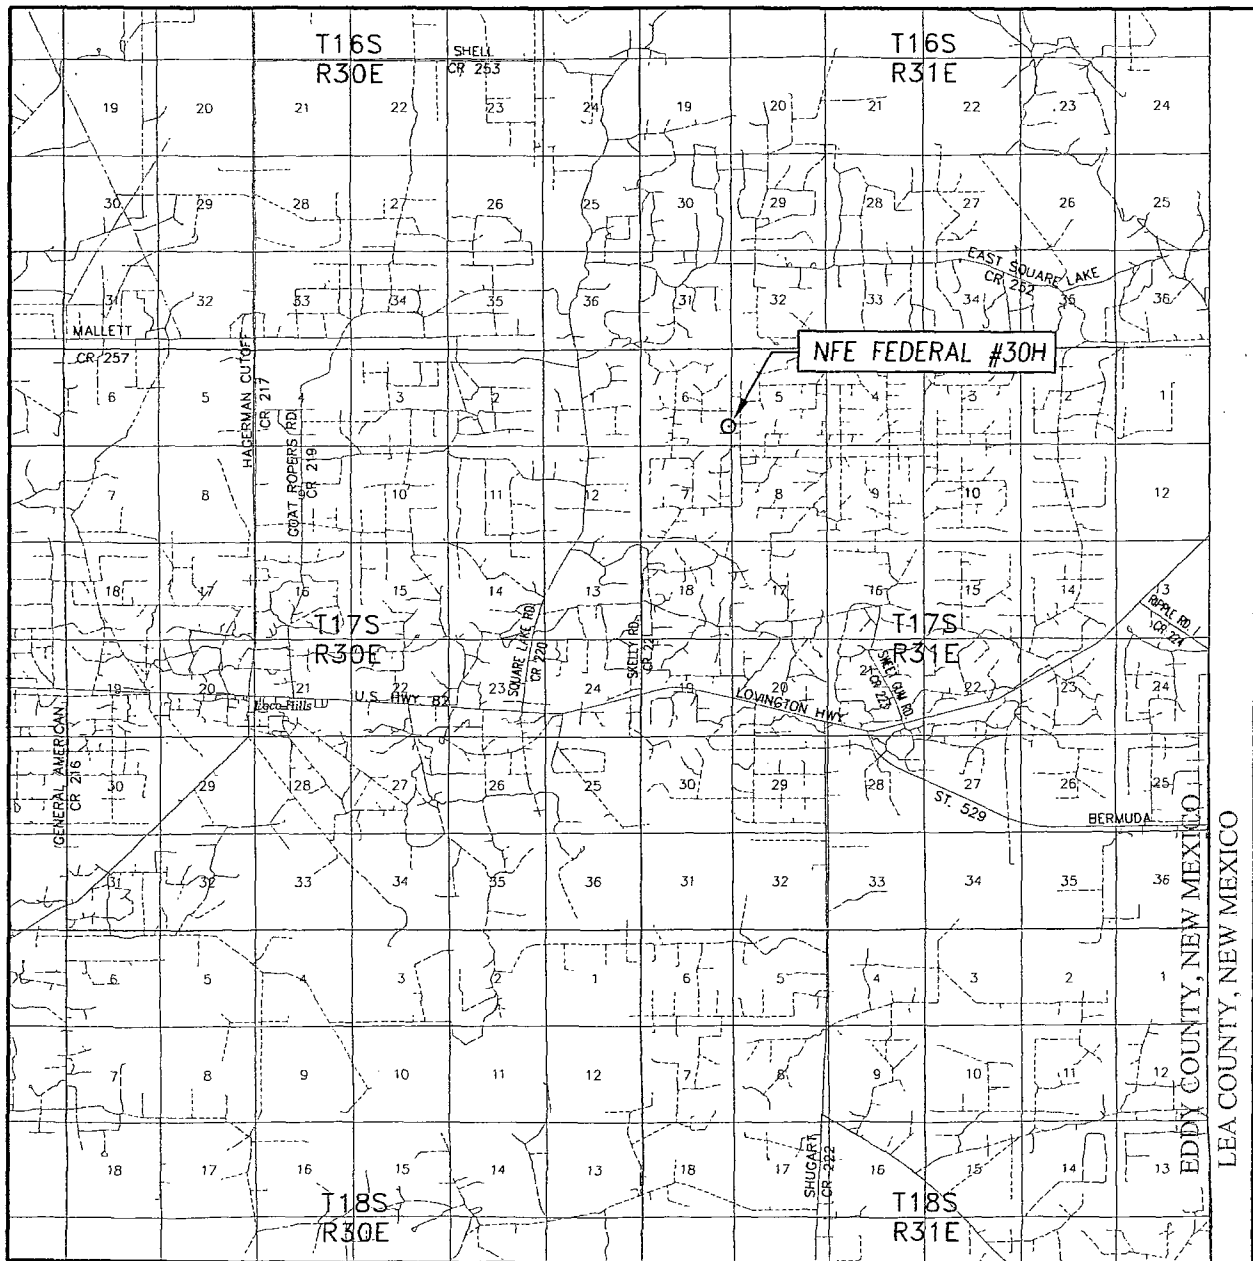 T16S
R30E
SHELL
CR 253
T16S
R31E
19 20 21 22 23 24 19 20 21 22 23 24
30 29 28 27 26 25 30 29 28 27 26 25
EAST SQUARE LAKE
CR 252
31 32 33 34 35 36 31 32 33 34 35 36
MALLETT
CR 257
HAGERMAN CUTOFF
CR 217
NFE FEDERAL #30H
6 5 4 3 2 1 6 5 4 3 2 1
GOAT ROPERS RD
CR 219
7 8 9 10 11 12 7 8 9 10 11 12
18 17 16 15 14 13 18 17 16 15 14 13
RIPPLE RD
CR 224
T17S
R30E
SQUARE LAKE RD
CR 220
SKELLY RD
CR 221
T17S
R31E
SWEET GUM RD
CR 223
19 20 21 22 23 24 19 20 21 22 23 24
Loco Hills
U.S. HWY 82
LOVINGTON HWY
GENERAL AMERICAN
CR 216
30 29 28 27 26 25 30 29 28 27 26 25
ST. 529
BERMUDA
31 32 33 34 35 36 31 32 33 34 35 36
6 5 4 3 2 1 6 5 4 3 2 1
7 8 9 10 11 12 7 8 9 10 11 12
SHUGART
CR 222
18 17 16 15 14 13 18 17 16 15 14 13
T18S
R30E
T18S
R31E
EDDY COUNTY, NEW MEXICO
LEA COUNTY, NEW MEXICO